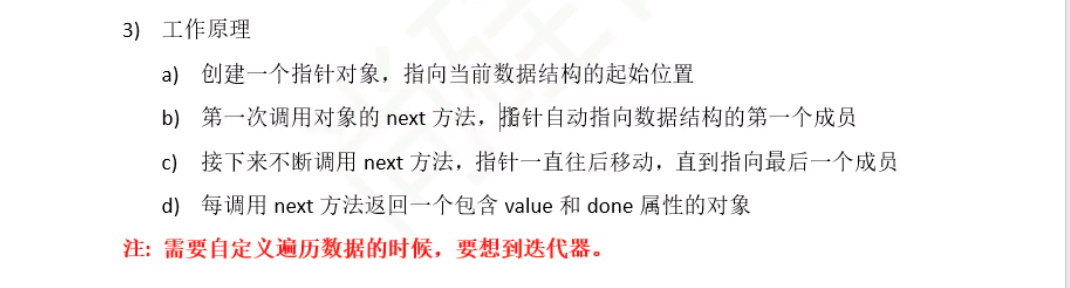 3) 工作原理
a) 创建一个指针对象，指向当前数据结构的起始位置
b) 第一次调用对象的 next 方法，指针自动指向数据结构的第一个成员
c) 接下来不断调用 next 方法，指针一直往后移动，直到指向最后一个成员
d) 每调用 next 方法返回一个包含 value 和 done 属性的对象
注: 需要自定义遍历数据的时候，要想到迭代器。